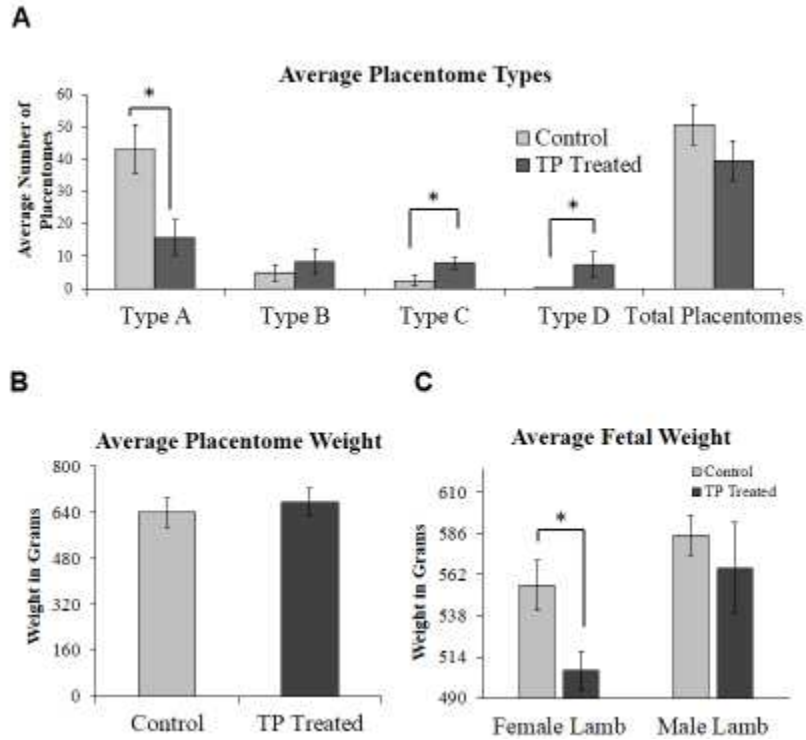 A
Average Placentome Types
Average Number of
Placentomes
60
50
40
30
20
10
0
*
*
*
Control
TP Treated
Type A
Type B
Type C
Type D
Total Placentomes
B
Average Placentome Weight
Weight in Grams
800
640
480
320
160
0
Control
TP Treated
C
Average Fetal Weight
Weight in Grams
610
586
562
538
514
490
*
Control
TP Treated
Female Lamb
Male Lamb